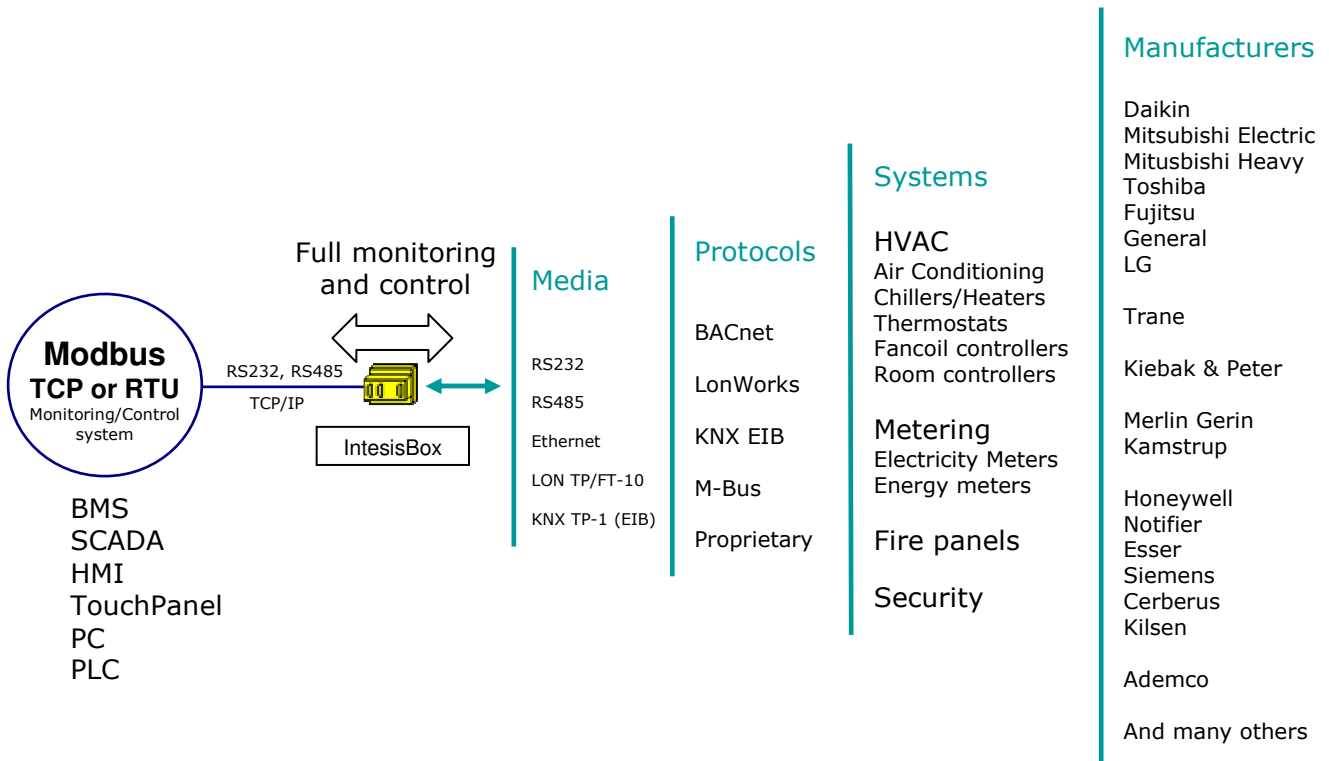 Modbus
TCP or RTU
Monitoring/Control
system
BMS
SCADA
HMI
TouchPanel
PC
PLC
RS232, RS485
TCP/IP
Full monitoring
and control
IntesisBox
Media
RS232
RS485
Ethernet
LON TP/FT-10
KNX TP-1 (EIB)
Protocols
BACnet
LonWorks
KNX EIB
M-Bus
Proprietary
Systems
HVAC
Air Conditioning
Chillers/Heaters
Thermostats
Fancoil controllers
Room controllers
Metering
Electricity Meters
Energy meters
Fire panels
Security
Manufacturers
Daikin
Mitsubishi Electric
Mitusbishi Heavy
Toshiba
Fujitsu
General
LG
Trane
Kiebak & Peter
Merlin Gerin
Kamstrup
Honeywell
Notifier
Esser
Siemens
Cerberus
Kilsen
Ademco
And many others